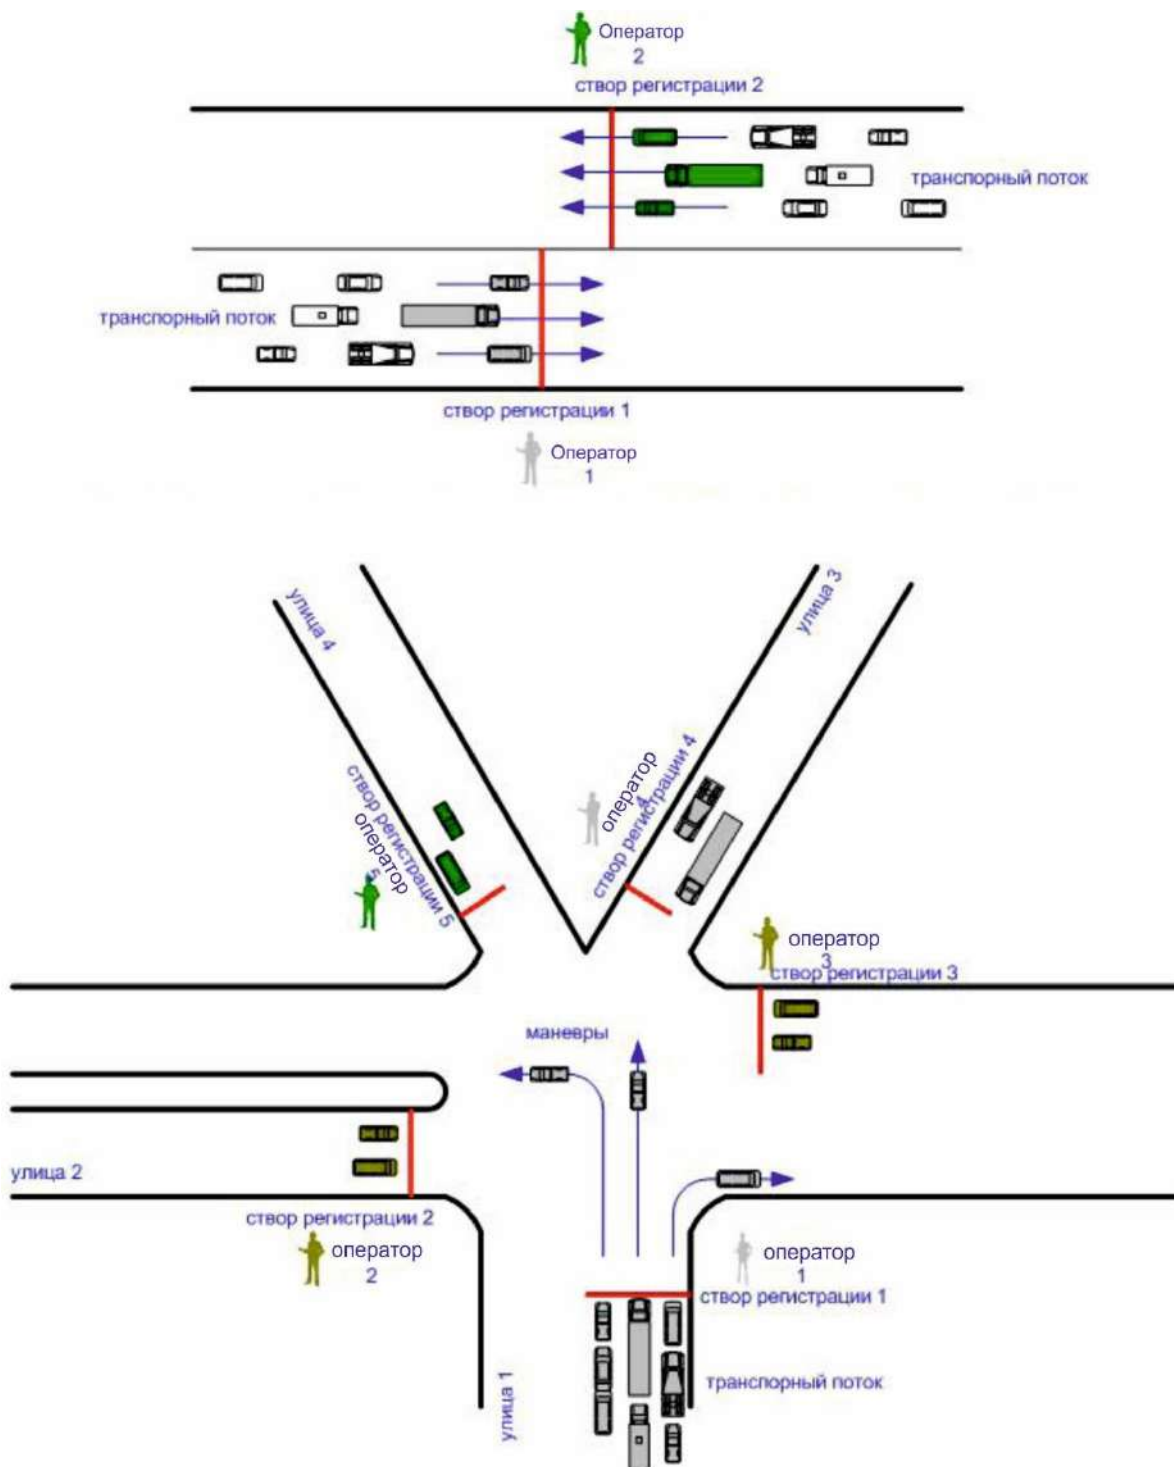 Оператор
2
створ регистрации 2
транспорный поток
транспорный поток
створ регистрации 1
Оператор
1
улица 4
улица 3
створ регистрации 5
оператор
5
оператор
4
створ регистрации 4
оператор
3
створ регистрации 3
маневры
улица 2
створ регистрации 2
оператор
2
оператор
1
створ регистрации 1
улица 1
транспорный поток